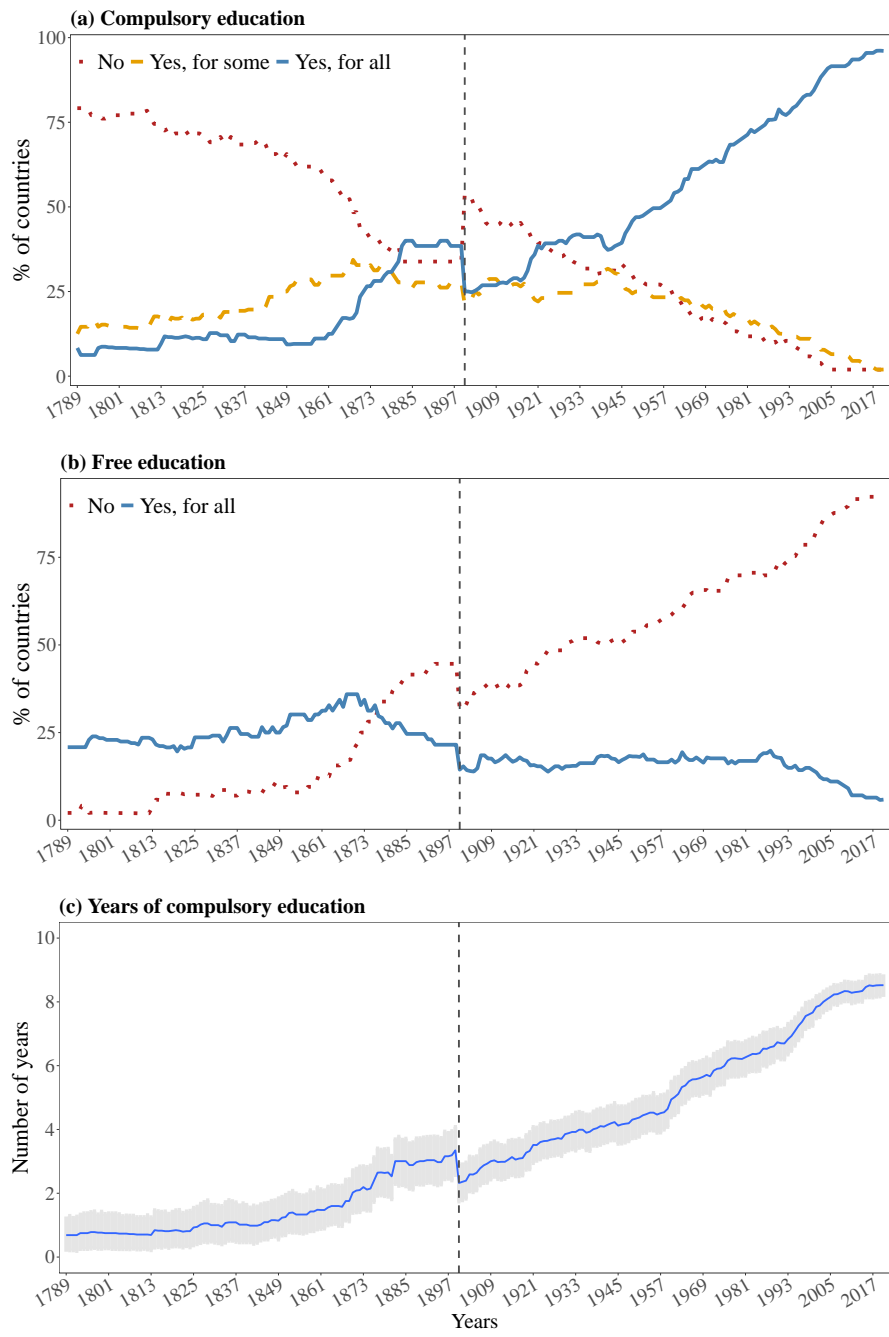 (a) Compulsory education
No Yes, for some Yes, for all
100
75
50
25
0
% of countries
1789 1801 1813 1825 1837 1849 1861 1873 1885 1897 1909 1921 1933 1945 1957 1969 1981 1993 2005 2017
(b) Free education
No Yes, for all
75
50
25
0
% of countries
1789 1801 1813 1825 1837 1849 1861 1873 1885 1897 1909 1921 1933 1945 1957 1969 1981 1993 2005 2017
(c) Years of compulsory education
10
8
6
4
2
0
Number of years
1789 1801 1813 1825 1837 1849 1861 1873 1885 1897 1909 1921 1933 1945 1957 1969 1981 1993 2005 2017
Years